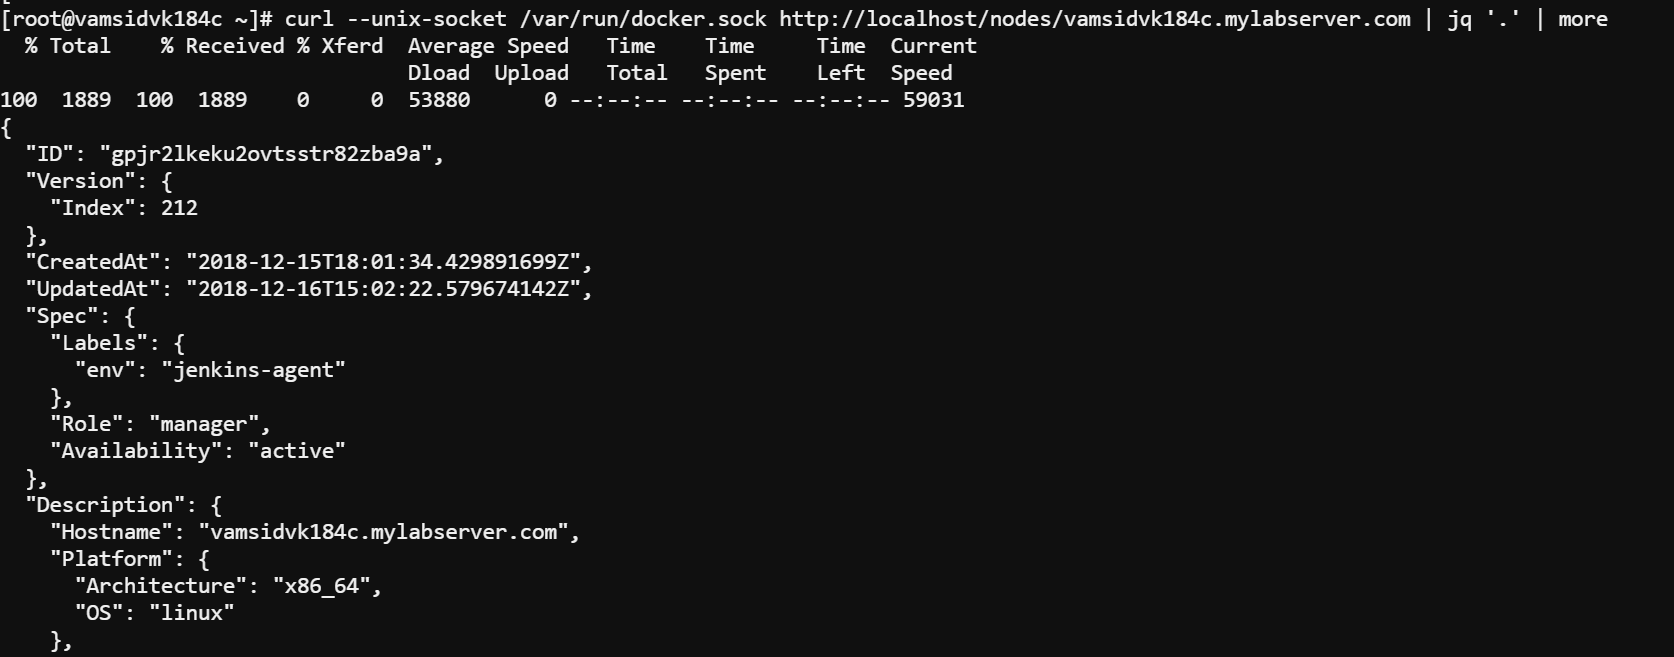 [root@vamsidvk184c ~]# curl --unix-socket /var/run/docker.sock http://localhost/nodes/vamsidvk184c.mylabserver.com | jq '.' | more
  % Total    % Received % Xferd  Average Speed   Time    Time     Time  Current
                                 Dload  Upload   Total   Spent    Left  Speed
100  1889  100  1889    0     0  53880      0 --:--:-- --:--:-- --:--:-- 59031
{
  "ID": "gpjr2lkeku2ovtsstr82zba9a",
  "Version": {
    "Index": 212
  },
  "CreatedAt": "2018-12-15T18:01:34.429891699Z",
  "UpdatedAt": "2018-12-16T15:02:22.579674142Z",
  "Spec": {
    "Labels": {
      "env": "jenkins-agent"
    },
    "Role": "manager",
    "Availability": "active"
  },
  "Description": {
    "Hostname": "vamsidvk184c.mylabserver.com",
    "Platform": {
      "Architecture": "x86_64",
      "OS": "linux"
    },